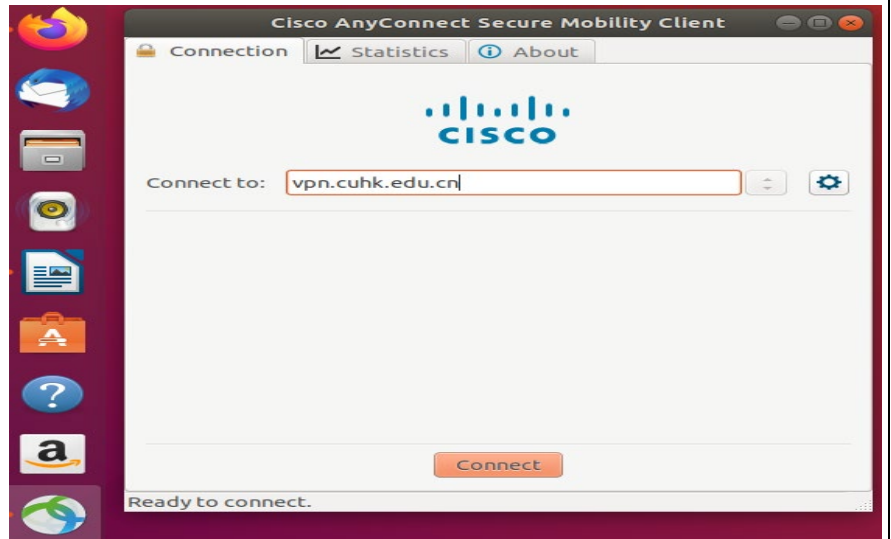 Cisco AnyConnect Secure Mobility Client
Connection Statistics About
CISCO
Connect to: vpn.cuhk.edu.cn
Connect
Ready to connect.